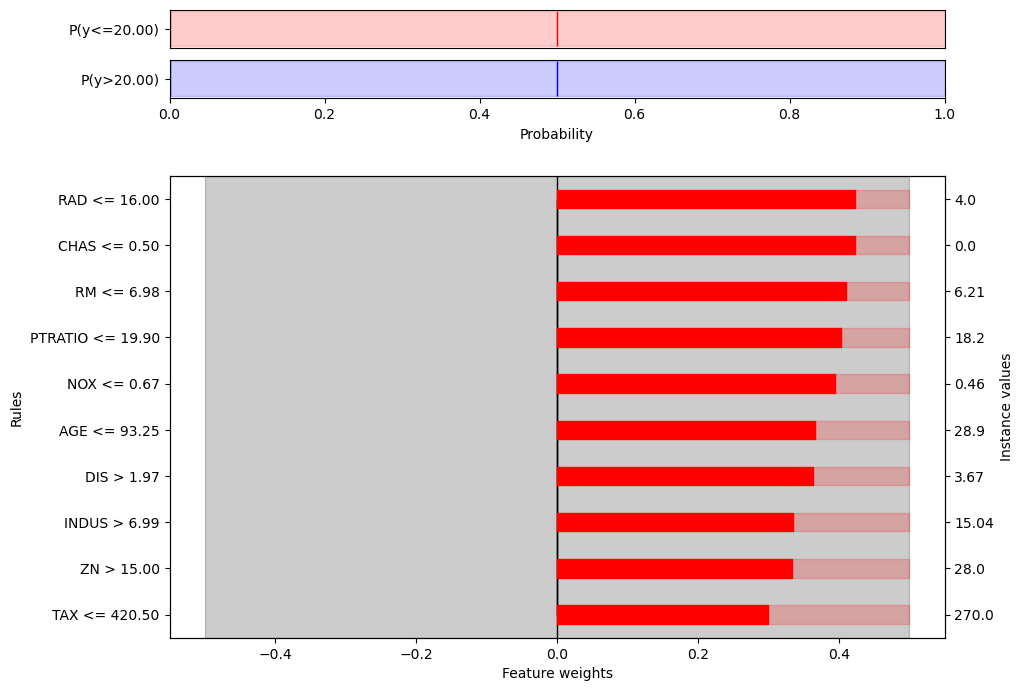 P(y<=20.00)
P(y>20.00)
0.0 0.2 0.4 0.6 0.8 1.0
Probability
Rules
RAD <= 16.00 4.0
CHAS <= 0.50 0.0
RM <= 6.98 6.21
PTRATIO <= 19.90 18.2
NOX <= 0.67 0.46
AGE <= 93.25 28.9
DIS > 1.97 3.67
INDUS > 6.99 15.04
ZN > 15.00 28.0
TAX <= 420.50 270.0
Instance values
−0.4 −0.2 0.0 0.2 0.4
Feature weights